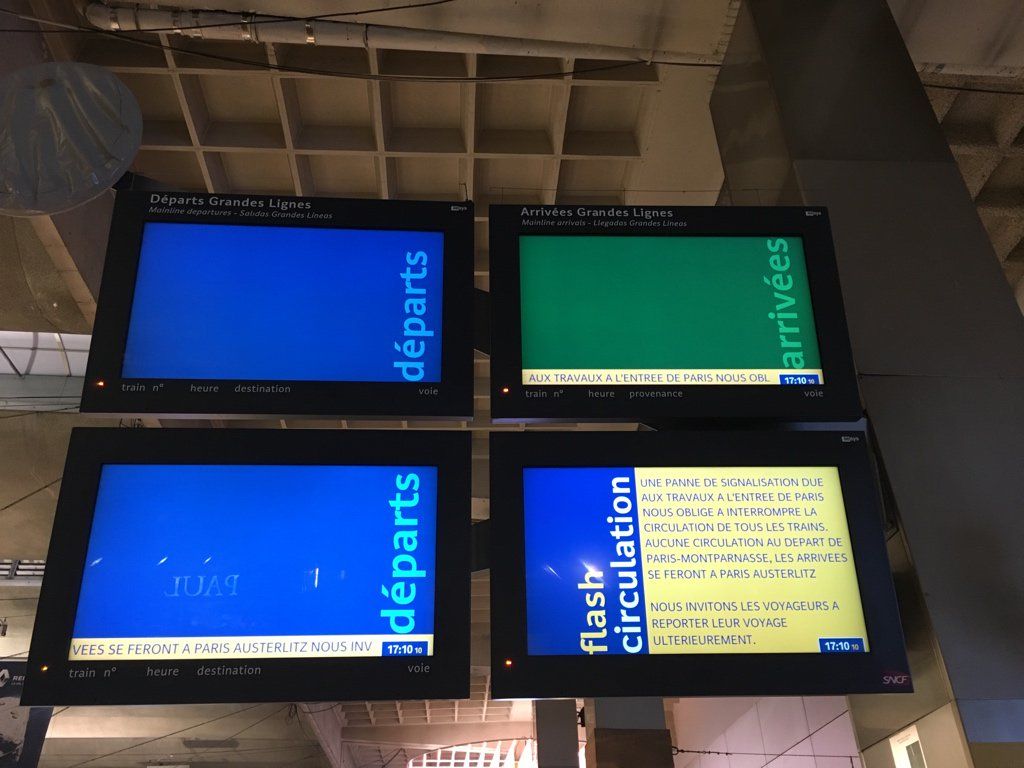 Départs Grandes Lignes
Mainline departures - Salidas Grandes Lineas
départs
train n° heure destination voie
Arrivées Grandes Lignes
Mainline arrivals - Llegadas Grandes Lineas
arrivées
AUX TRAVAUX A L'ENTREE DE PARIS NOUS OBL 17:10 10
train n° heure provenance voie
départs
PAUL
VEES SE FERONT A PARIS AUSTERLITZ NOUS INV 17:10 10
train n° heure destination voie
flash
circulation
UNE PANNE DE SIGNALISATION DUE
AUX TRAVAUX A L'ENTREE DE PARIS
NOUS OBLIGE A INTERROMPRE LA
CIRCULATION DE TOUS LES TRAINS.
AUCUNE CIRCULATION AU DEPART DE
PARIS-MONTPARNASSE, LES ARRIVEES
SE FERONT A PARIS AUSTERLITZ
NOUS INVITONS LES VOYAGEURS A
REPORTER LEUR VOYAGE
ULTERIEUREMENT.
17:10 10
SNCF